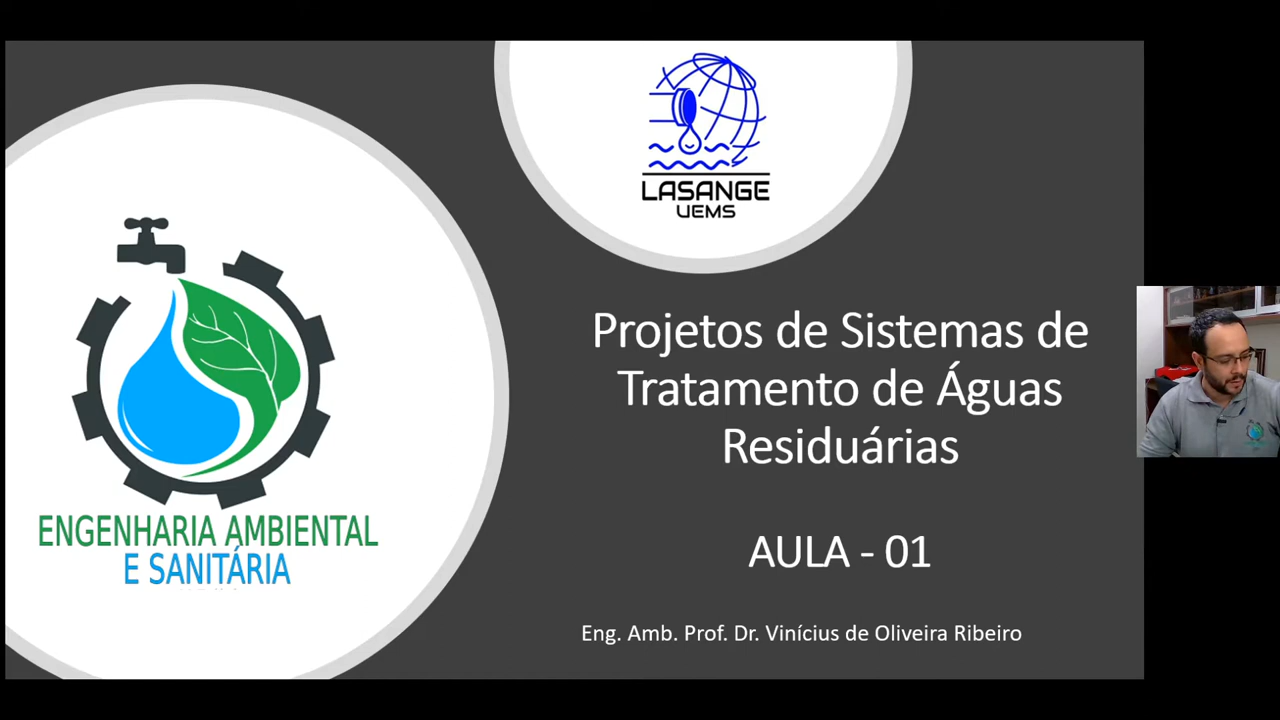 LASANGE
UEMS
Projetos de Sistemas de
Tratamento de Águas
Residuárias
AULA - 01
Eng. Amb. Prof. Dr. Vinícius de Oliveira Ribeiro
ENGENHARIA AMBIENTAL
E SANITÁRIA